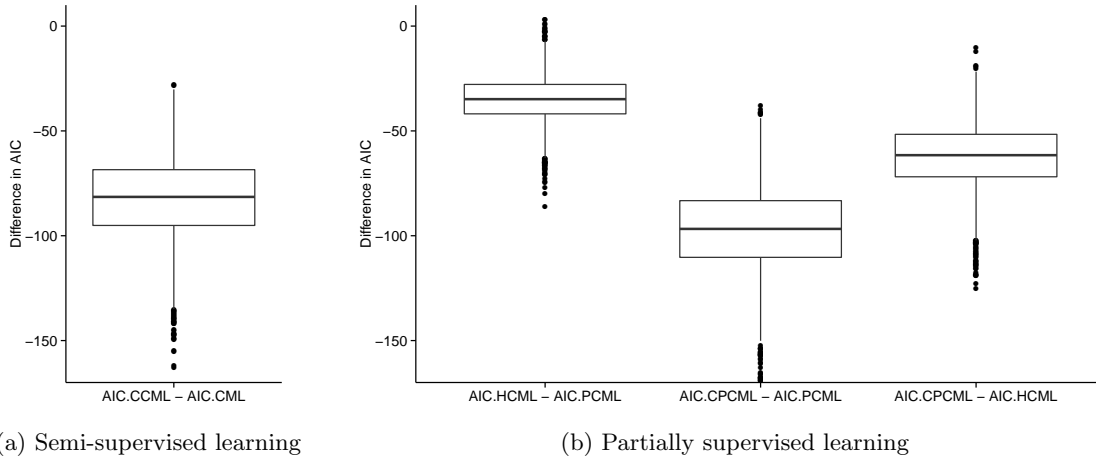 0
−50
−100
−150
Difference in AIC
AIC.CCML − AIC.CML
0
−50
−100
−150
Difference in AIC
AIC.HCML − AIC.PCML
AIC.CPCML − AIC.PCML
AIC.CPCML − AIC.HCML
a) Semi-supervised learning
(b) Partially supervised learning